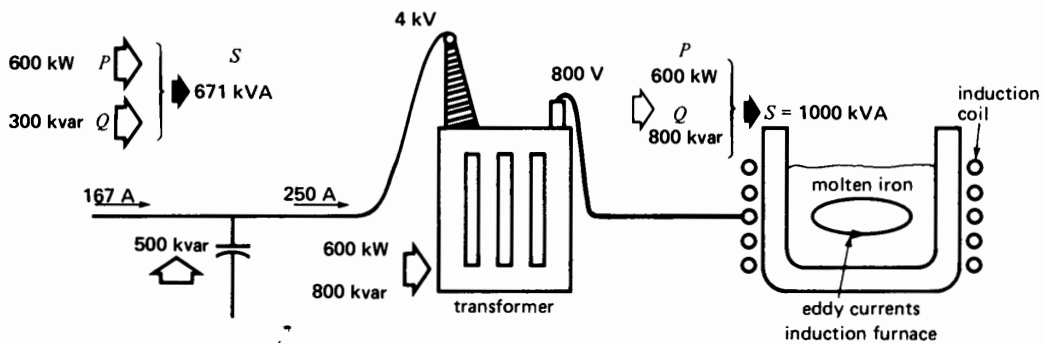 600 kW P
S
671 kVA
300 kvar Q
167 A
250 A
500 kvar
4 kV
800 V
600 kW
800 kvar
transformer
P
600 kW
Q
800 kvar
S = 1000 kVA
induction
coil
molten iron
eddy currents
induction furnace